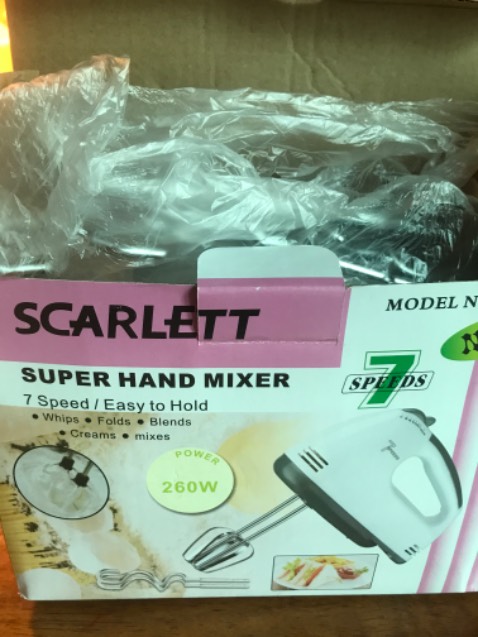 SCARLETT
MODEL N
SUPER HAND MIXER
7 SPEEDS
7 Speed / Easy to Hold
• Whips • Folds • Blends
• Creams • mixes
POWER
260W